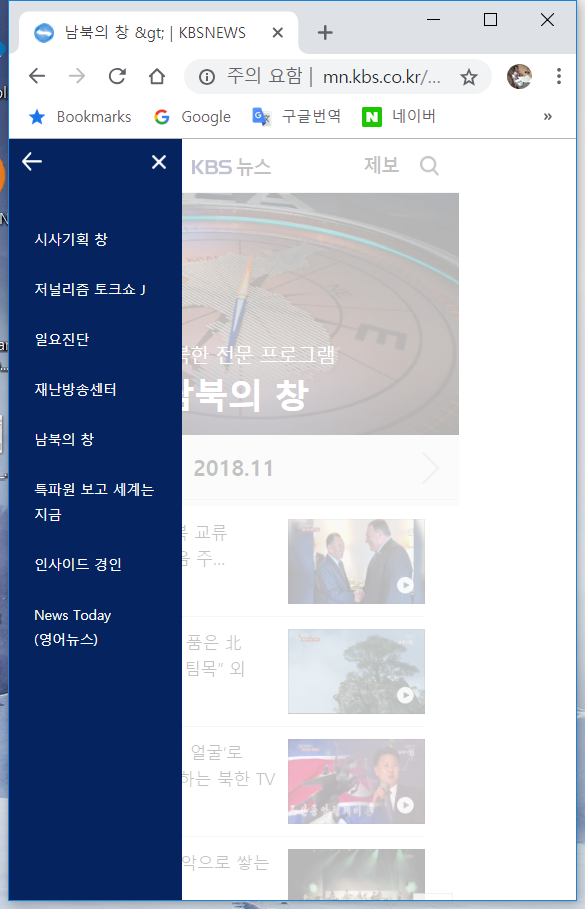 남북의 창 &gt; | KBSNEWS
주의 요함 | mn.kbs.co.kr/...
Bookmarks Google 구글번역 네이버 »
KBS 뉴스 제보
시사기획 창
저널리즘 토크쇼 J
일요진단
재난방송센터
남북의 창
특파원 보고 세계는
지금
인사이드 경인
News Today
(영어뉴스)
북한 전문 프로그램
남북의 창
2018.11
북 교류
음 주...
품은 北
팀목” 외
얼굴'로
하는 북한 TV
악으로 쌓는